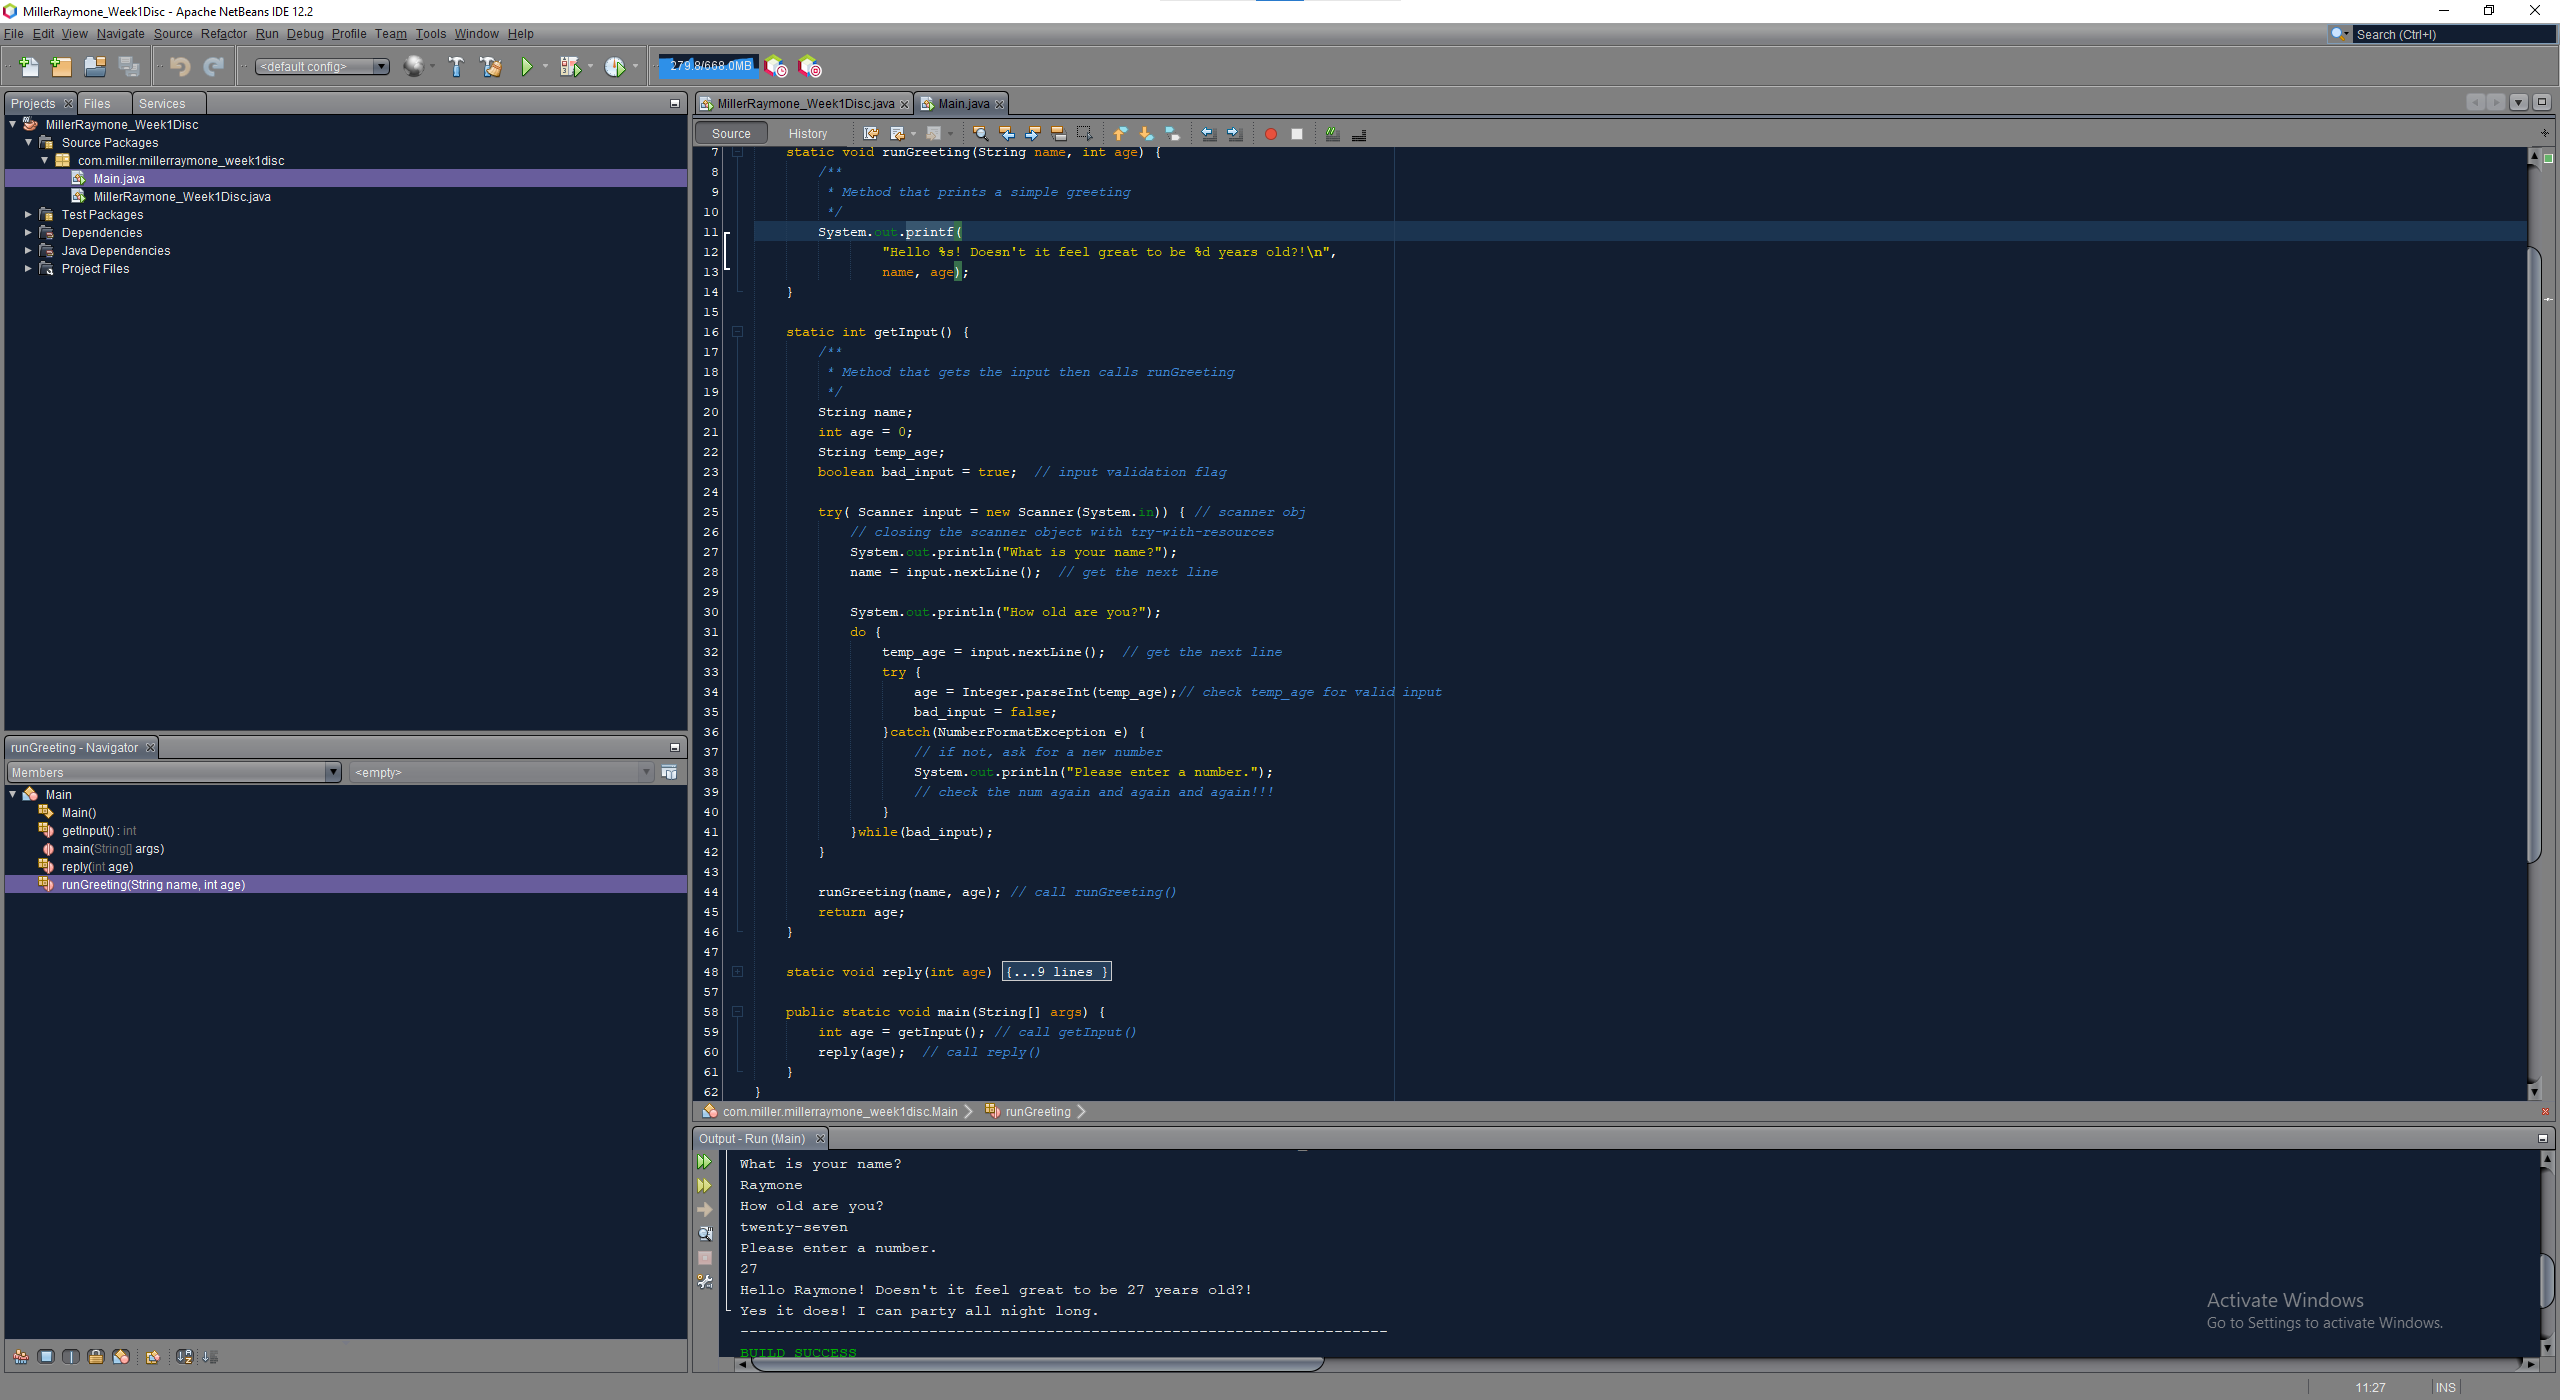 MillerRaymone_Week1Disc - Apache NetBeans IDE 12.2
File Edit View Navigate Source Refactor Run Debug Profile Team Tools Window Help
Search (Ctrl+I)
<default config>
279.8/668.0MB
Projects Files Services
MillerRaymone_Week1Disc
Source Packages
com.miller.millerraymone_week1disc
Main.java
MillerRaymone_Week1Disc.java
Test Packages
Dependencies
Java Dependencies
Project Files
runGreeting - Navigator
Members <empty>
Main
Main()
getInput() : int
main(String[] args)
reply(int age)
runGreeting(String name, int age)
MillerRaymone_Week1Disc.java Main.java
Source History
7 static void runGreeting(String name, int age) {
8 /**
9 * Method that prints a simple greeting
10 */
11 System.out.printf(
12 "Hello %s! Doesn't it feel great to be %d years old?!\n",
13 name, age);
14 }
15
16 static int getInput() {
17 /**
18 * Method that gets the input then calls runGreeting
19 */
20 String name;
21 int age = 0;
22 String temp_age;
23 boolean bad_input = true;  // input validation flag
24
25 try( Scanner input = new Scanner(System.in)) { // scanner obj
26 // closing the scanner object with try-with-resources
27 System.out.println("What is your name?");
28 name = input.nextLine();  // get the next line
29
30 System.out.println("How old are you?");
31 do {
32 temp_age = input.nextLine();  // get the next line
33 try {
34 age = Integer.parseInt(temp_age);// check temp_age for valid input
35 bad_input = false;
36 }catch(NumberFormatException e) {
37 // if not, ask for a new number
38 System.out.println("Please enter a number.");
39 // check the num again and again and again!!!
40 }
41 }while(bad_input);
42 }
43
44 runGreeting(name, age); // call runGreeting()
45 return age;
46 }
47
48 static void reply(int age) {...9 lines }
57
58 public static void main(String[] args) {
59 int age = getInput(); // call getInput()
60 reply(age);  // call reply()
61 }
62 }
com.miller.millerraymone_week1disc.Main runGreeting
Output - Run (Main)
What is your name?
Raymone
How old are you?
twenty-seven
Please enter a number.
27
Hello Raymone! Doesn't it feel great to be 27 years old?!
Yes it does! I can party all night long.
------------------------------------------------------------------------
BUILD SUCCESS
Activate Windows
Go to Settings to activate Windows.
11:27 INS